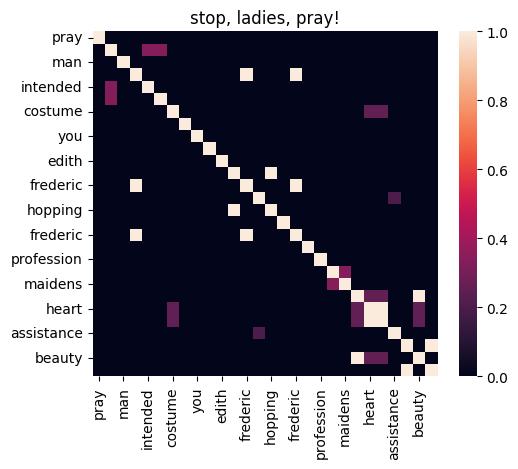 stop, ladies, pray!
pray
man
intended
costume
you
edith
frederic
hopping
frederic
profession
maidens
heart
assistance
beauty
1.0
0.8
0.6
0.4
0.2
0.0
pray
man
intended
costume
you
edith
frederic
hopping
frederic
profession
maidens
heart
assistance
beauty